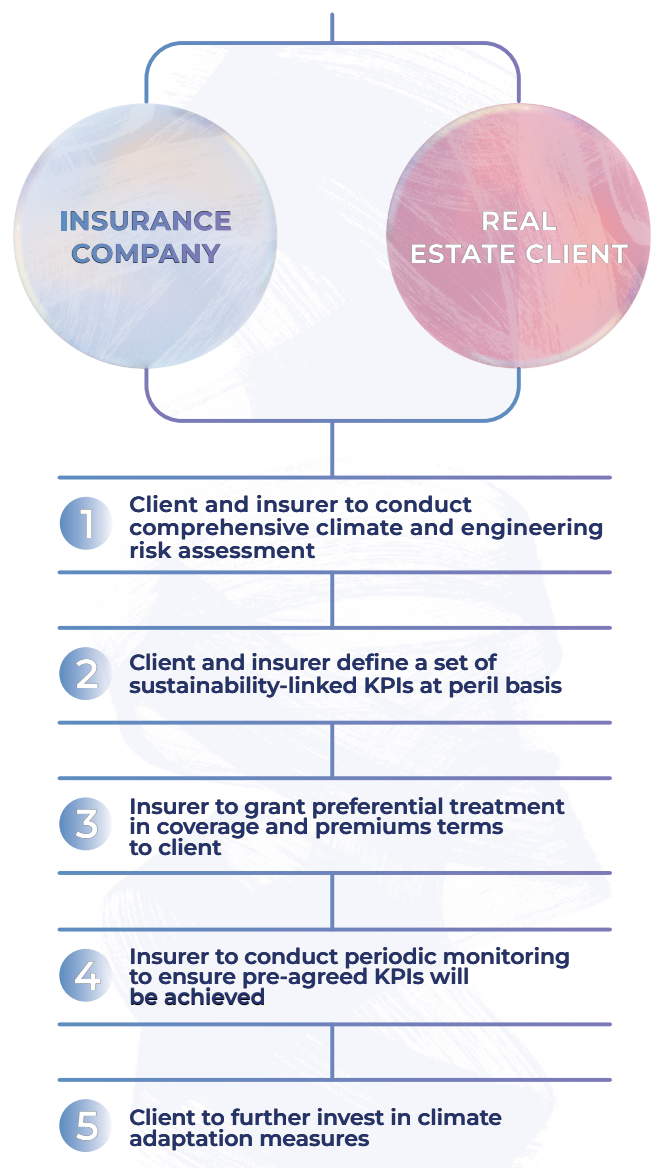 INSURANCE
COMPANY
REAL
ESTATE CLIENT
1
Client and insurer to conduct
comprehensive climate and engineering
risk assessment
2
Client and insurer define a set of
sustainability-linked KPIs at peril basis
3
Insurer to grant preferential treatment
in coverage and premiums terms
to client
4
Insurer to conduct periodic monitoring
to ensure pre-agreed KPIs will
be achieved
5
Client to further invest in climate
adaptation measures